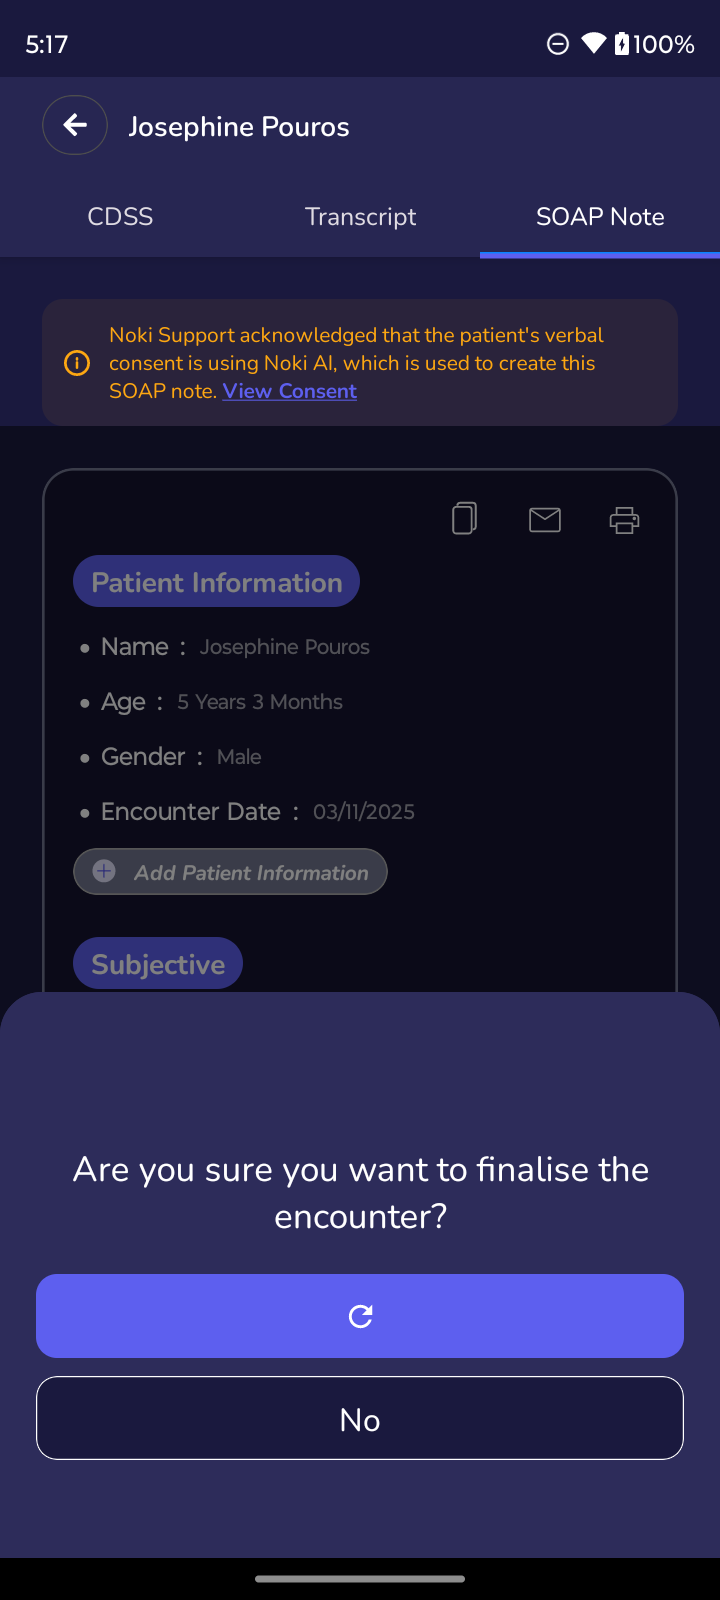 5:17
100%
Josephine Pouros
CDSS
Transcript
SOAP Note
Noki Support acknowledged that the patient's verbal
consent is using Noki AI, which is used to create this
SOAP note. View Consent
Patient Information
• Name : Josephine Pouros
• Age : 5 Years 3 Months
• Gender : Male
• Encounter Date : 03/11/2025
Add Patient Information
Subjective
Are you sure you want to finalise the
encounter?
No